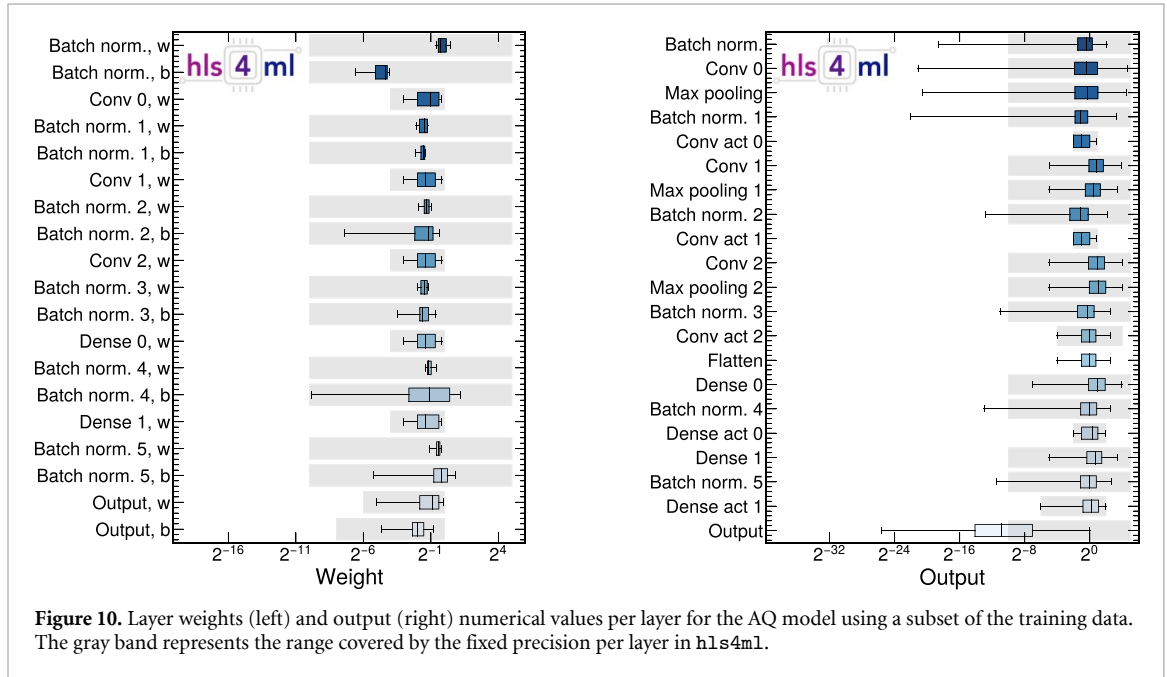 hls 4 ml
Batch norm., w
Batch norm., b
Conv 0, w
Batch norm. 1, w
Batch norm. 1, b
Conv 1, w
Batch norm. 2, w
Batch norm. 2, b
Conv 2, w
Batch norm. 3, w
Batch norm. 3, b
Dense 0, w
Batch norm. 4, w
Batch norm. 4, b
Dense 1, w
Batch norm. 5, w
Batch norm. 5, b
Output, w
Output, b
2⁻¹⁶ 2⁻¹¹ 2⁻⁶ 2⁻¹ 2⁴
Weight
hls 4 ml
Batch norm.
Conv 0
Max pooling
Batch norm. 1
Conv act 0
Conv 1
Max pooling 1
Batch norm. 2
Conv act 1
Conv 2
Max pooling 2
Batch norm. 3
Conv act 2
Flatten
Dense 0
Batch norm. 4
Dense act 0
Dense 1
Batch norm. 5
Dense act 1
Output
2⁻³² 2⁻²⁴ 2⁻¹⁶ 2⁻⁸ 2⁰
Output
Figure 10. Layer weights (left) and output (right) numerical values per layer for the AQ model using a subset of the training data.
The gray band represents the range covered by the fixed precision per layer in hls4ml.